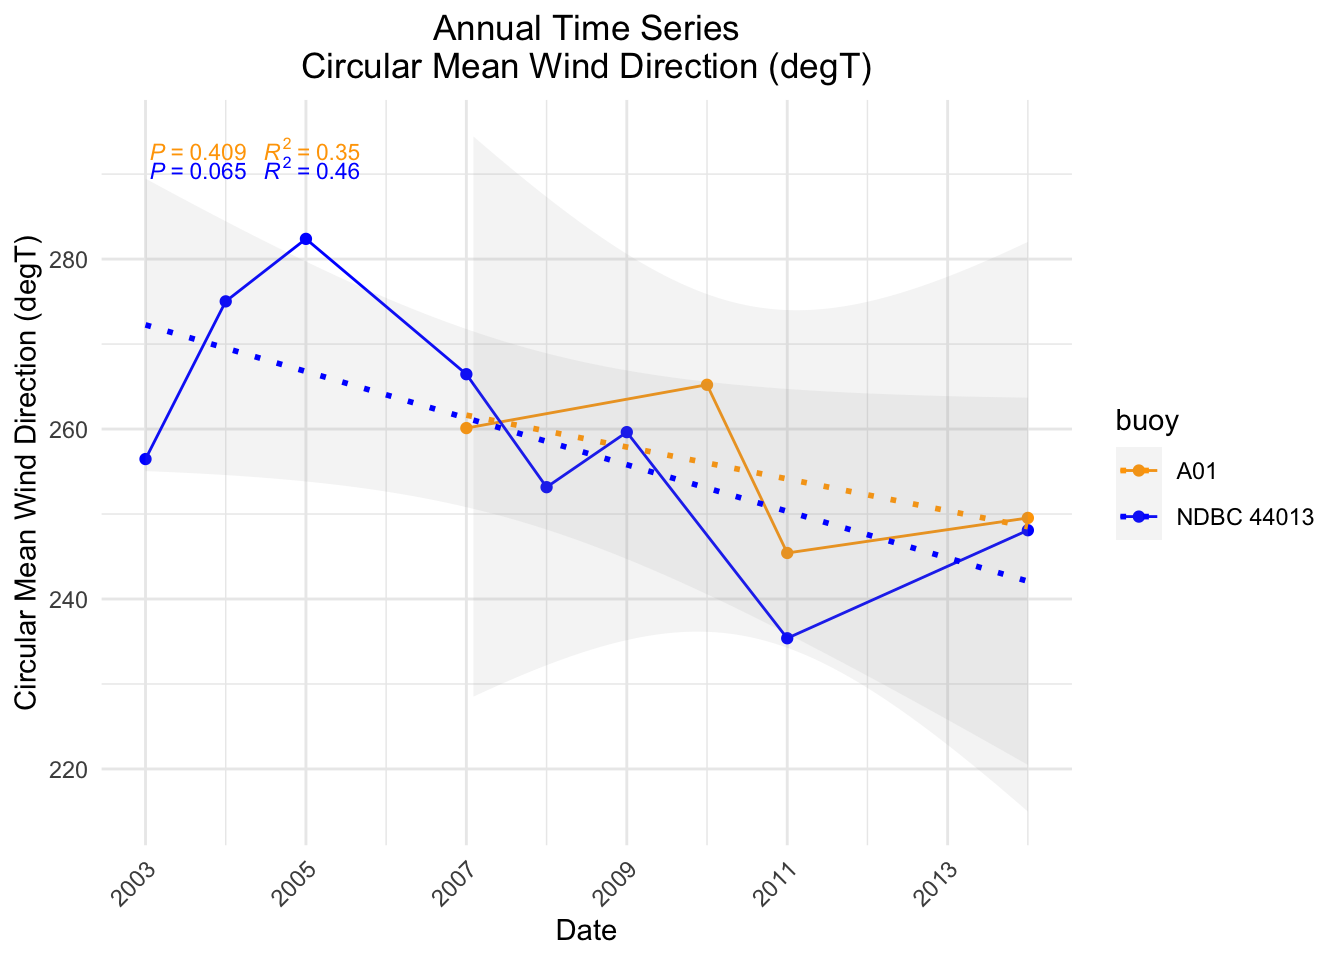 Annual Time Series
Circular Mean Wind Direction (degT)
P = 0.409 R² = 0.35
P = 0.065 R² = 0.46
Circular Mean Wind Direction (degT)
280
260
240
220
2003
2005
2007
2009
2011
2013
Date
buoy
A01
NDBC 44013